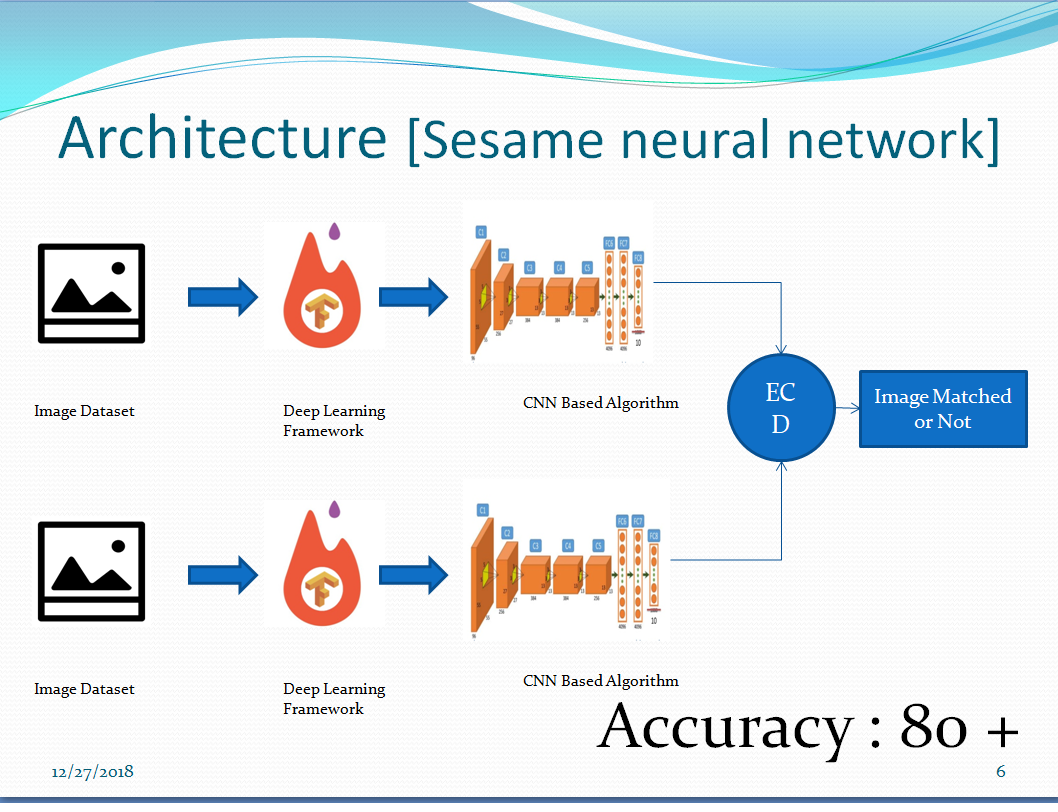 Architecture [Sesame neural network]
C1
C2
C3
C4
C5
FC6
FC7
FC8
10
Image Dataset
Deep Learning
Framework
CNN Based Algorithm
EC
D
Image Matched
or Not
C1
C2
C3
C4
C5
FC6
FC7
FC8
10
Image Dataset
Deep Learning
Framework
CNN Based Algorithm
Accuracy : 80 +
12/27/2018
6